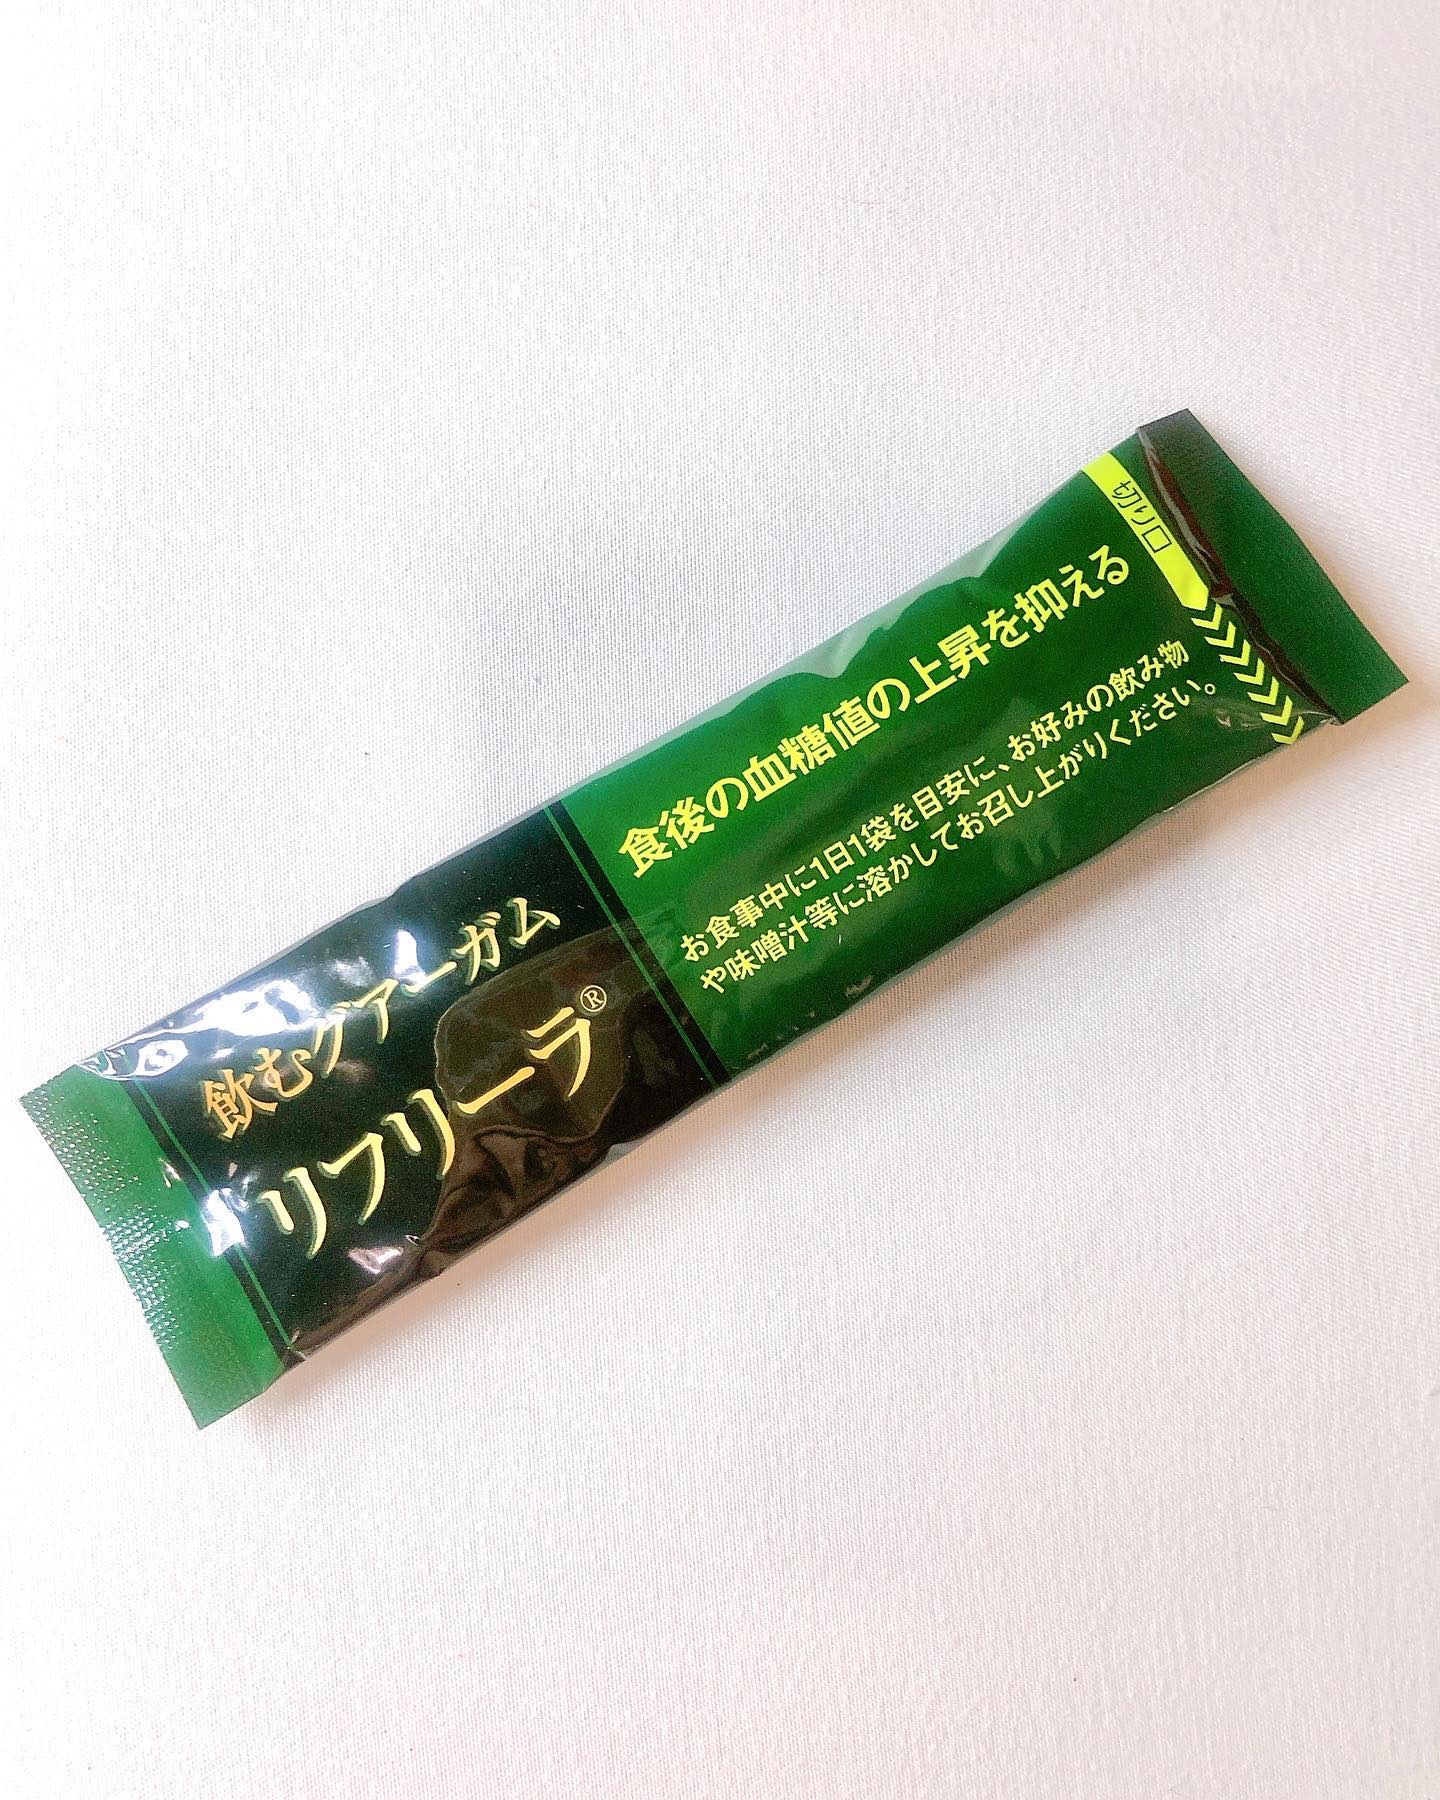 飲むグアーガム
リフリーラ®
食後の血糖値の上昇を抑える
お食事中に1日1袋を目安に、お好みの飲み物
や味噌汁等に溶かしてお召し上がりください。
切り口